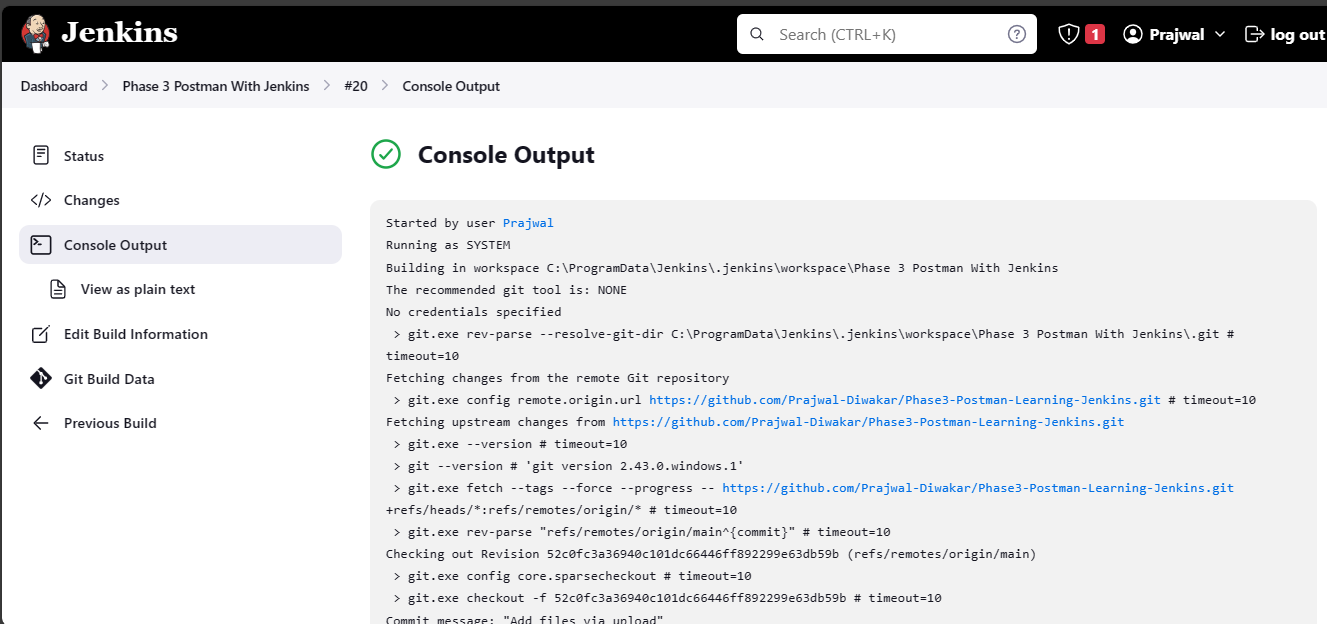 Jenkins
Search (CTRL+K)
1
Prajwal
log out
Dashboard > Phase 3 Postman With Jenkins > #20 > Console Output
Status
Changes
Console Output
View as plain text
Edit Build Information
Git Build Data
Previous Build
Console Output
Started by user Prajwal
Running as SYSTEM
Building in workspace C:\ProgramData\Jenkins\.jenkins\workspace\Phase 3 Postman With Jenkins
The recommended git tool is: NONE
No credentials specified
 > git.exe rev-parse --resolve-git-dir C:\ProgramData\Jenkins\.jenkins\workspace\Phase 3 Postman With Jenkins\.git #
timeout=10
Fetching changes from the remote Git repository
 > git.exe config remote.origin.url https://github.com/Prajwal-Diwakar/Phase3-Postman-Learning-Jenkins.git # timeout=10
Fetching upstream changes from https://github.com/Prajwal-Diwakar/Phase3-Postman-Learning-Jenkins.git
 > git.exe --version # timeout=10
 > git --version # 'git version 2.43.0.windows.1'
 > git.exe fetch --tags --force --progress -- https://github.com/Prajwal-Diwakar/Phase3-Postman-Learning-Jenkins.git
+refs/heads/*:refs/remotes/origin/* # timeout=10
 > git.exe rev-parse "refs/remotes/origin/main^{commit}" # timeout=10
Checking out Revision 52c0fc3a36940c101dc66446ff892299e63db59b (refs/remotes/origin/main)
 > git.exe config core.sparsecheckout # timeout=10
 > git.exe checkout -f 52c0fc3a36940c101dc66446ff892299e63db59b # timeout=10
Commit message: "Add files via upload"